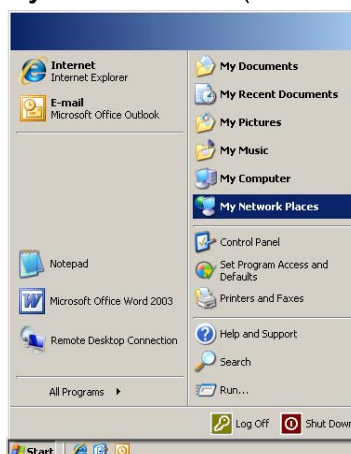 Internet
Internet Explorer
E-mail
Microsoft Office Outlook
Notepad
Microsoft Office Word 2003
Remote Desktop Connection
All Programs
My Documents
My Recent Documents
My Pictures
My Music
My Computer
My Network Places
Control Panel
Set Program Access and
Defaults
Printers and Faxes
Help and Support
Search
Run...
Log Off
Shut Down
Start